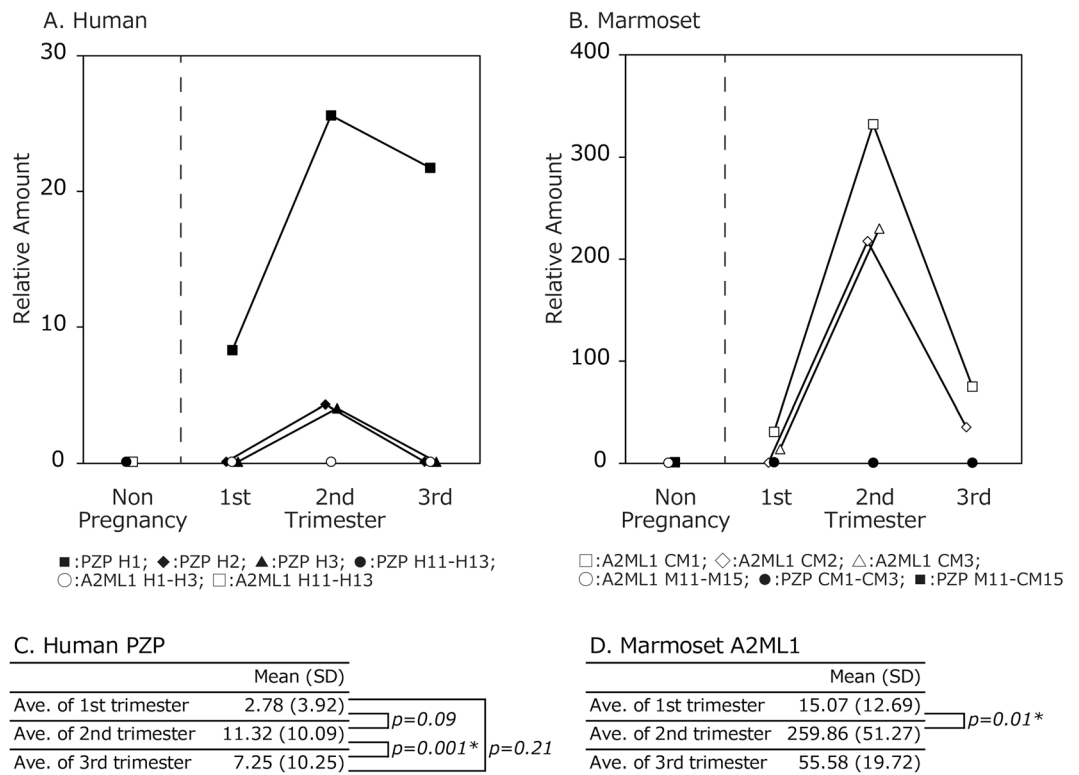 A. Human
30
20
10
0
Relative Amount
Non Pregnancy
1st
2nd
3rd
Trimester
■:PZP H1; ◆:PZP H2; ▲:PZP H3; ●:PZP H11-H13;
○:A2ML1 H1-H3; □:A2ML1 H11-H13
B. Marmoset
400
300
200
100
0
Relative Amount
Non Pregnancy
1st
2nd
3rd
Trimester
□:A2ML1 CM1; ◇:A2ML1 CM2; △:A2ML1 CM3;
○:A2ML1 M11-M15; ●:PZP CM1-CM3; ■:PZP M11-CM15
C. Human PZP
Mean (SD)
Ave. of 1st trimester 2.78 (3.92)
Ave. of 2nd trimester 11.32 (10.09)
Ave. of 3rd trimester 7.25 (10.25)
p=0.09
p=0.001*
p=0.21
D. Marmoset A2ML1
Mean (SD)
Ave. of 1st trimester 15.07 (12.69)
Ave. of 2nd trimester 259.86 (51.27)
Ave. of 3rd trimester 55.58 (19.72)
p=0.01*